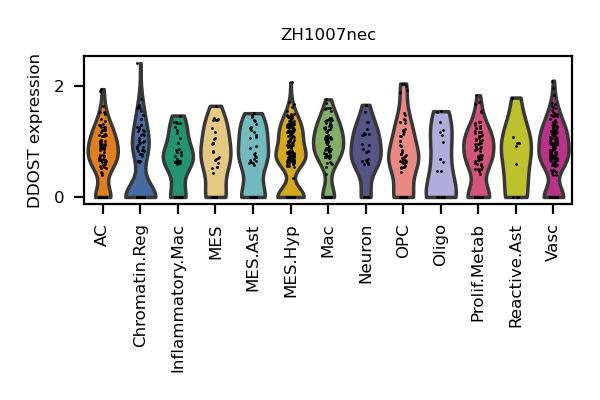 ZH1007nec
DDOST expression
2
0
AC
Chromatin.Reg
Inflammatory.Mac
MES
MES.Ast
MES.Hyp
Mac
Neuron
OPC
Oligo
Prolif.Metab
Reactive.Ast
Vasc